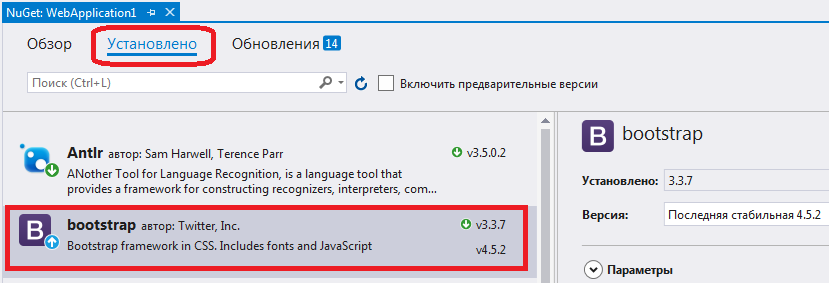 NuGet: WebApplication1
Обзор
Установлено
Обновления 14
Поиск (Ctrl+L)
Включить предварительные версии
Antlr автор: Sam Harwell, Terence Parr
v3.5.0.2
ANother Tool for Language Recognition, is a language tool that
provides a framework for constructing recognizers, interpreters, com...
B
bootstrap автор: Twitter, Inc.
v3.3.7
Bootstrap framework in CSS. Includes fonts and JavaScript
v4.5.2
B
bootstrap
Установлено: 3.3.7
Версия: Последняя стабильная 4.5.2
Параметры